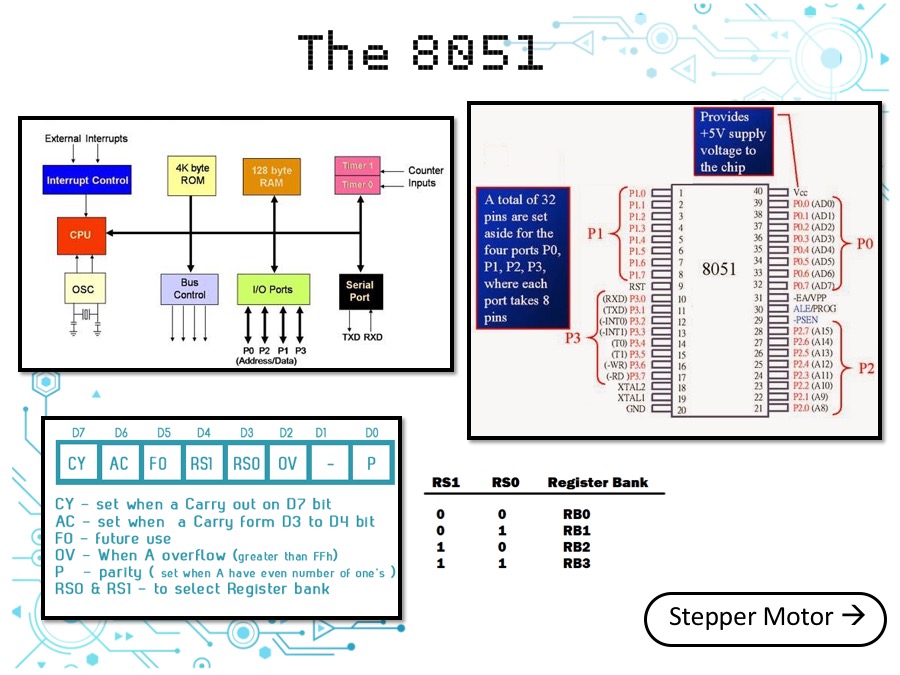 The 8051
External Interrupts
Interrupt Control
4K byte
ROM
128 byte
RAM
Timer 1
Timer 0
Counter
Inputs
CPU
OSC
Bus
Control
I/O Ports
Serial
Port
P0 P2 P1 P3
(Address/Data)
TXD RXD
Provides
+5V supply
voltage to
the chip
A total of 32
pins are set
aside for the
four ports P0,
P1, P2, P3,
where each
port takes 8
pins
8051
P1
P3
P0
P2
P1.0 1 40 Vcc
P1.1 2 39 P0.0 (AD0)
P1.2 3 38 P0.1 (AD1)
P1.3 4 37 P0.2 (AD2)
P1.4 5 36 P0.3 (AD3)
P1.5 6 35 P0.4 (AD4)
P1.6 7 34 P0.5 (AD5)
P1.7 8 33 P0.6 (AD6)
RST 9 32 P0.7 (AD7)
(RXD) P3.0 10 31 -EA/VPP
(TXD) P3.1 11 30 ALE/PROG
(-INT0) P3.2 12 29 -PSEN
(-INT1) P3.3 13 28 P2.7 (A15)
(T0) P3.4 14 27 P2.6 (A14)
(T1) P3.5 15 26 P2.5 (A13)
(-WR) P3.6 16 25 P2.4 (A12)
(-RD )P3.7 17 24 P2.3 (A11)
XTAL2 18 23 P2.2 (A10)
XTAL1 19 22 P2.1 (A9)
GND 20 21 P2.0 (A8)
D7 D6 D5 D4 D3 D2 D1 D0
CY AC F0 RS1 RS0 OV - P
CY - set when a Carry out on D7 bit
AC - set when a Carry form D3 to D4 bit
F0 - future use
OV - When A overflow (greater than FFh)
P - parity ( set when A have even number of one's )
RS0 & RS1 - to select Register bank
RS1 RS0 Register Bank
0 0 RB0
0 1 RB1
1 0 RB2
1 1 RB3
Stepper Motor →